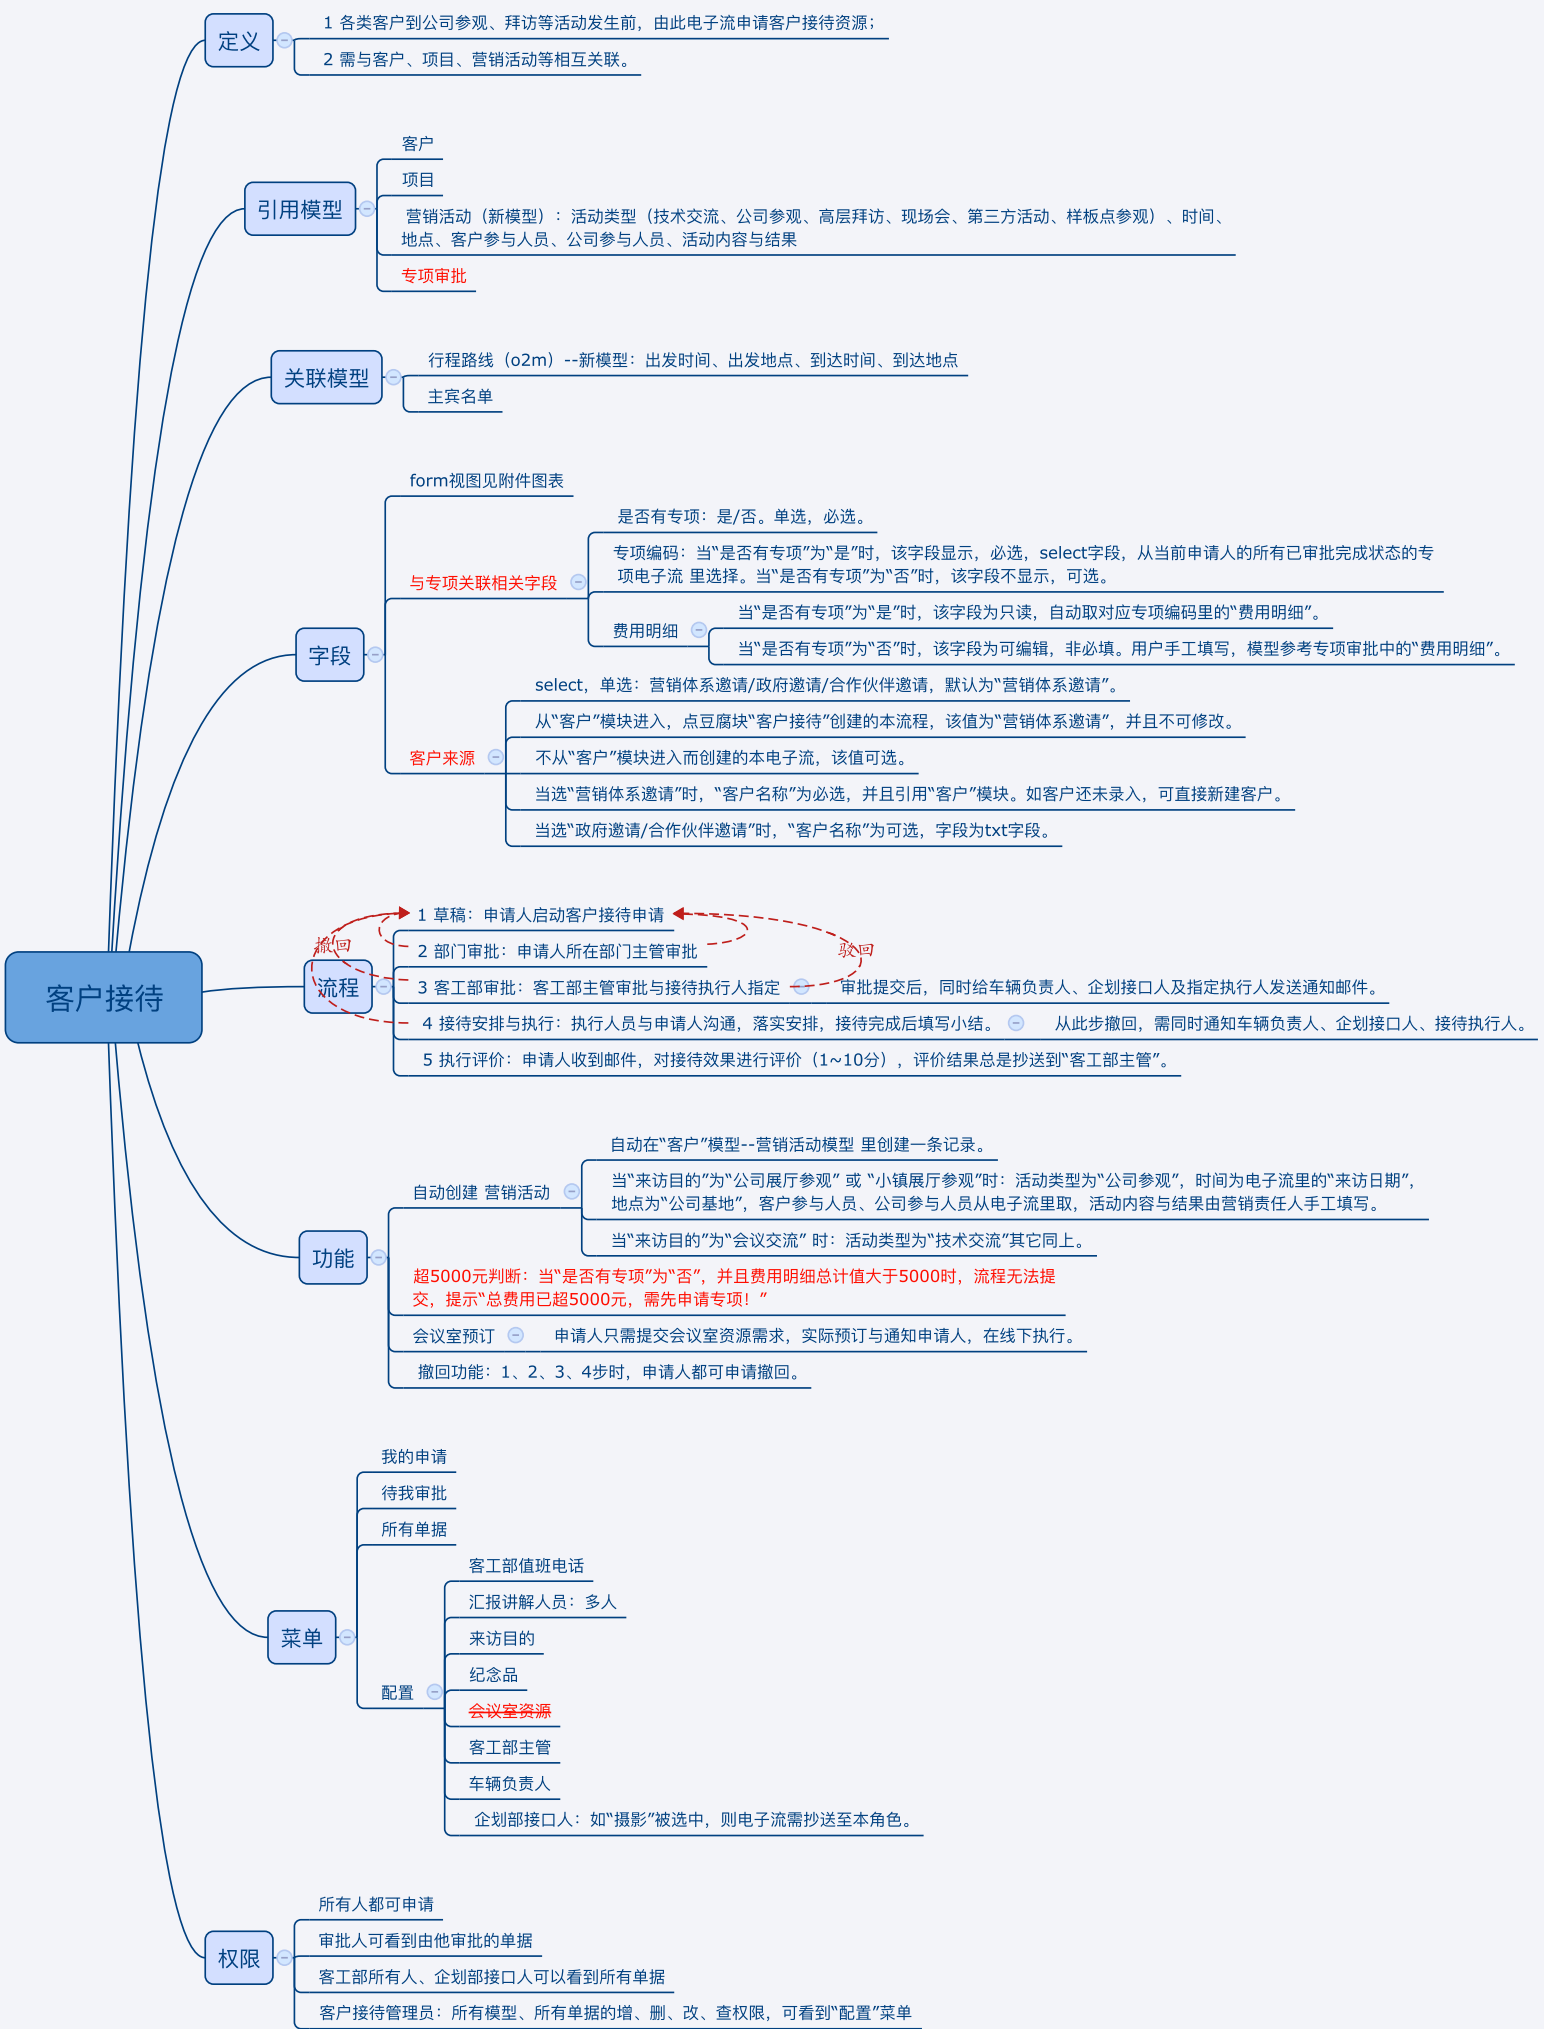 客户接待
定义
1 各类客户到公司参观、拜访等活动发生前，由此电子流申请客户接待资源；
2 需与客户、项目、营销活动等相互关联。
引用模型
客户
项目
营销活动（新模型）：活动类型（技术交流、公司参观、高层拜访、现场会、第三方活动、样板点参观）、时间、
地点、客户参与人员、公司参与人员、活动内容与结果
专项审批
关联模型
行程路线（o2m）--新模型：出发时间、出发地点、到达时间、到达地点
主宾名单
字段
form视图见附件图表
与专项关联相关字段
是否有专项：是/否。单选，必选。
专项编码：当“是否有专项”为“是”时，该字段显示，必选，select字段，从当前申请人的所有已审批完成状态的专
项电子流 里选择。当“是否有专项”为“否”时，该字段不显示，可选。
费用明细
当“是否有专项”为“是”时，该字段为只读，自动取对应专项编码里的“费用明细”。
当“是否有专项”为“否”时，该字段为可编辑，非必填。用户手工填写，模型参考专项审批中的“费用明细”。
客户来源
select，单选：营销体系邀请/政府邀请/合作伙伴邀请，默认为“营销体系邀请”。
从“客户”模块进入，点豆腐块“客户接待”创建的本流程，该值为“营销体系邀请”，并且不可修改。
不从“客户”模块进入而创建的本电子流，该值可选。
当选“营销体系邀请”时，“客户名称”为必选，并且引用“客户”模块。如客户还未录入，可直接新建客户。
当选“政府邀请/合作伙伴邀请”时，“客户名称”为可选，字段为txt字段。
流程
1 草稿：申请人启动客户接待申请
2 部门审批：申请人所在部门主管审批
撤回
驳回
3 客工部审批：客工部主管审批与接待执行人指定
审批提交后，同时给车辆负责人、企划接口人及指定执行人发送通知邮件。
4 接待安排与执行：执行人员与申请人沟通，落实安排，接待完成后填写小结。
从此步撤回，需同时通知车辆负责人、企划接口人、接待执行人。
5 执行评价：申请人收到邮件，对接待效果进行评价（1~10分），评价结果总是抄送到“客工部主管”。
功能
自动创建 营销活动
自动在“客户”模型--营销活动模型 里创建一条记录。
当“来访目的”为“公司展厅参观” 或 “小镇展厅参观”时：活动类型为“公司参观”，时间为电子流里的“来访日期”，
地点为“公司基地”，客户参与人员、公司参与人员从电子流里取，活动内容与结果由营销责任人手工填写。
当“来访目的”为“会议交流” 时：活动类型为“技术交流”其它同上。
超5000元判断：当“是否有专项”为“否”，并且费用明细总计值大于5000时，流程无法提
交，提示“总费用已超5000元，需先申请专项！”
会议室预订
申请人只需提交会议室资源需求，实际预订与通知申请人，在线下执行。
撤回功能：1、2、3、4步时，申请人都可申请撤回。
菜单
我的申请
待我审批
所有单据
配置
客工部值班电话
汇报讲解人员：多人
来访目的
纪念品
会议室资源
客工部主管
车辆负责人
企划部接口人：如“摄影”被选中，则电子流需抄送至本角色。
权限
所有人都可申请
审批人可看到由他审批的单据
客工部所有人、企划部接口人可以看到所有单据
客户接待管理员：所有模型、所有单据的增、删、改、查权限，可看到“配置”菜单